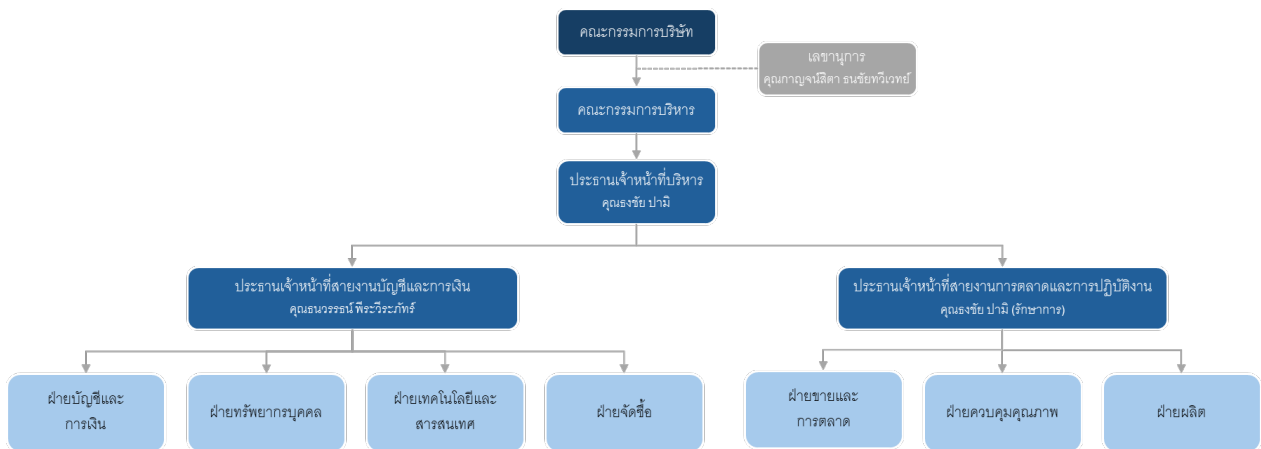 คณะกรรมการบริษัท
เลขานุการ
คุณกาญจน์สิตา ธนชัยทวีเวทย์
คณะกรรมการบริหาร
ประธานเจ้าหน้าที่บริหาร
คุณธงชัย ปามิ
ประธานเจ้าหน้าที่สายงานบัญชีและการเงิน
คุณธนวรรธน์ พีระวีระภัทร์
ประธานเจ้าหน้าที่สายงานการตลาดและการปฏิบัติงาน
คุณธงชัย ปามิ (รักษาการ)
ฝ่ายบัญชีและ
การเงิน
ฝ่ายทรัพยากรบุคคล
ฝ่ายเทคโนโลยีและ
สารสนเทศ
ฝ่ายจัดซื้อ
ฝ่ายขายและ
การตลาด
ฝ่ายควบคุมคุณภาพ
ฝ่ายผลิต